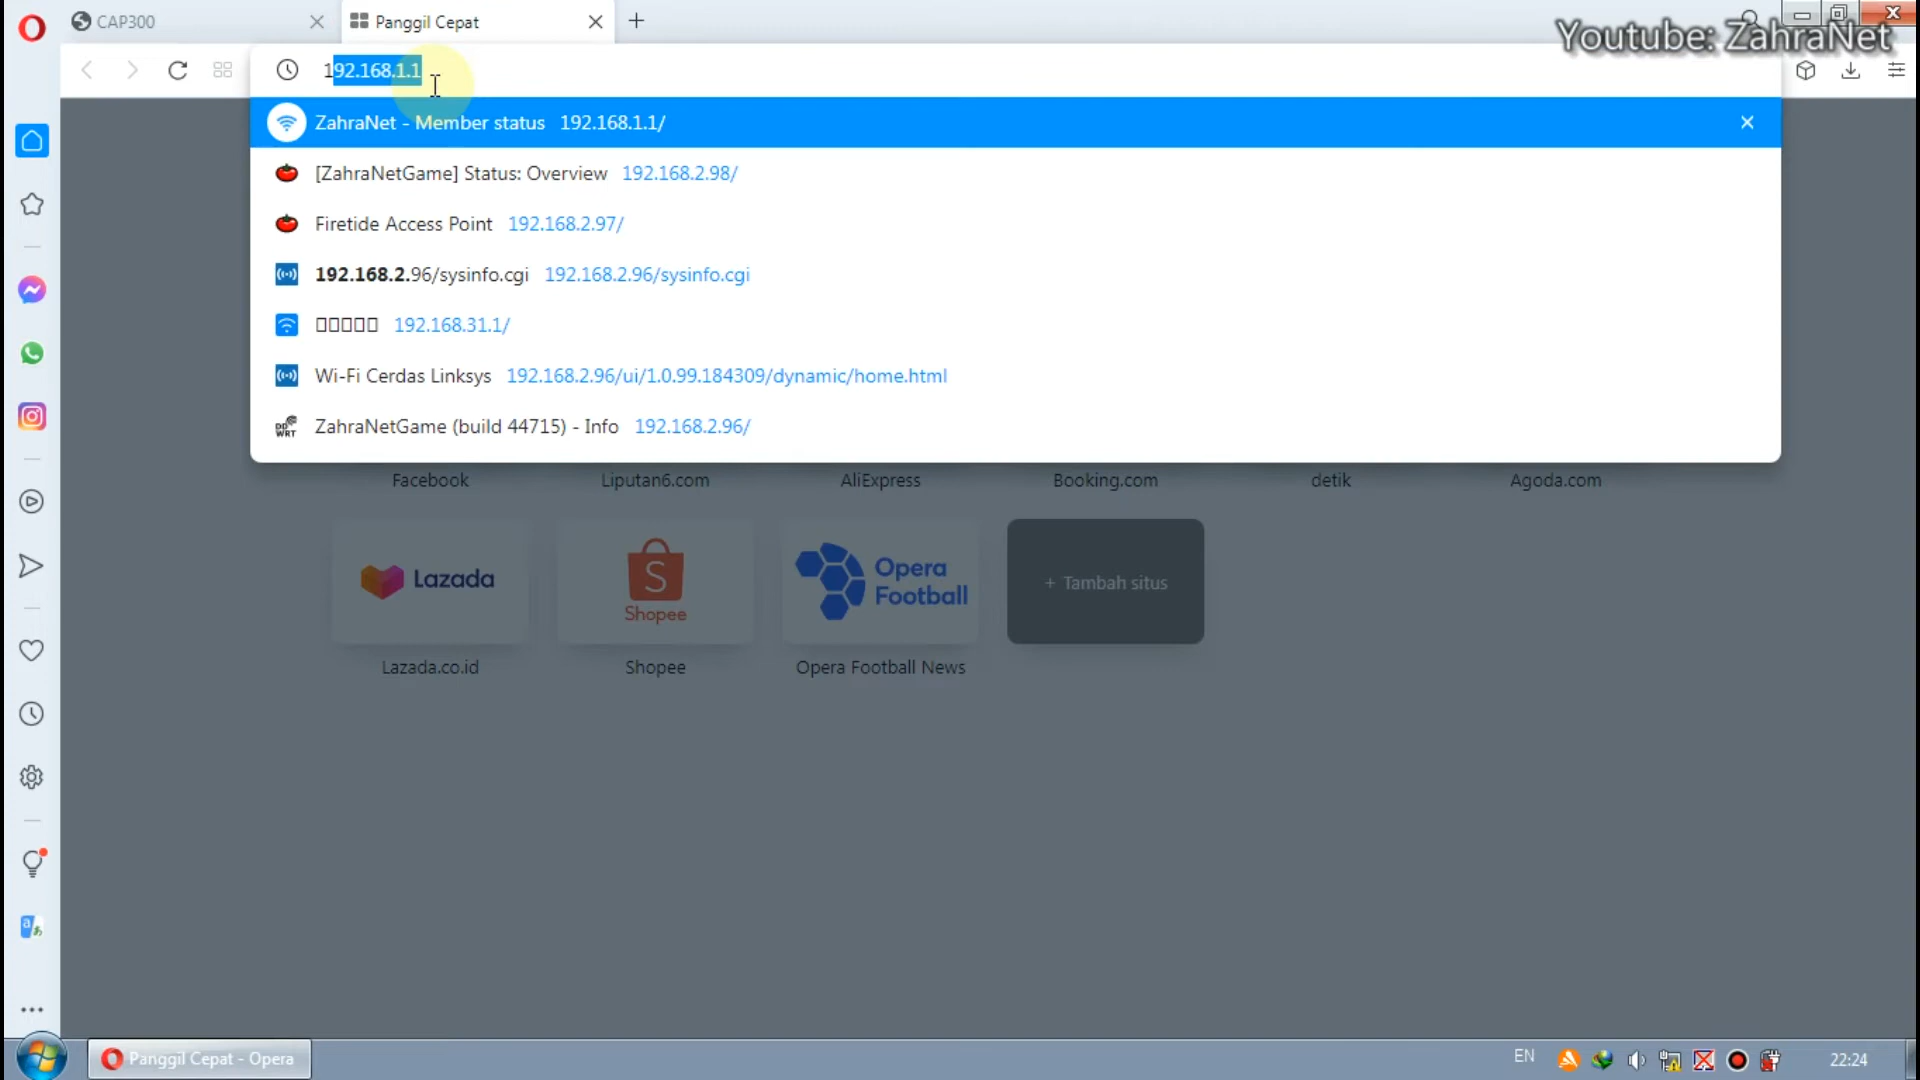 CAP300
Panggil Cepat
Youtube: ZahraNet
192.168.1.1
ZahraNet - Member status 192.168.1.1/
[ZahraNetGame] Status: Overview 192.168.2.98/
Firetide Access Point 192.168.2.97/
192.168.2.96/sysinfo.cgi 192.168.2.96/sysinfo.cgi
192.168.31.1/
Wi-Fi Cerdas Linksys 192.168.2.96/ui/1.0.99.184309/dynamic/home.html
DD WRT
ZahraNetGame (build 44715) - Info 192.168.2.96/
Facebook
Liputan6.com
AliExpress
Booking.com
detik
Agoda.com
Lazada
Shopee
Opera
Football
+ Tambah situs
Lazada.co.id
Shopee
Opera Football News
Panggil Cepat - Opera
EN
22:24